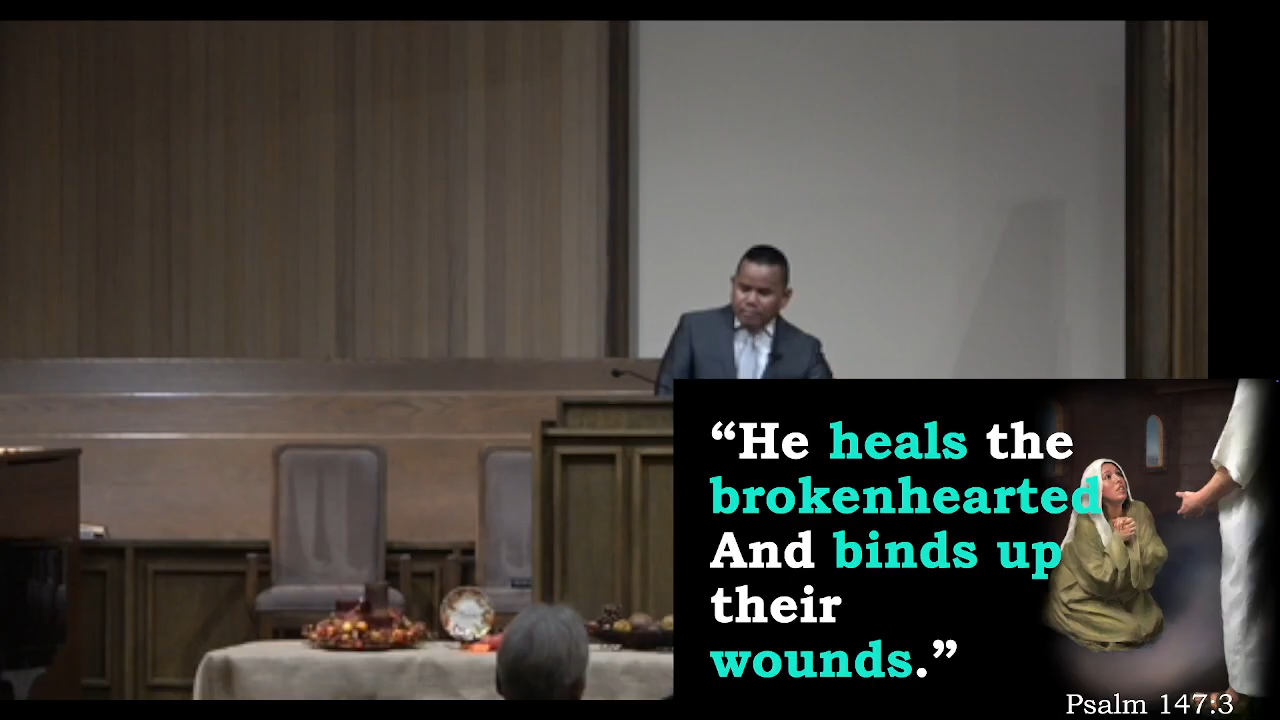 “He heals the
brokenhearted
And binds up
their
wounds.”
Psalm 147:3